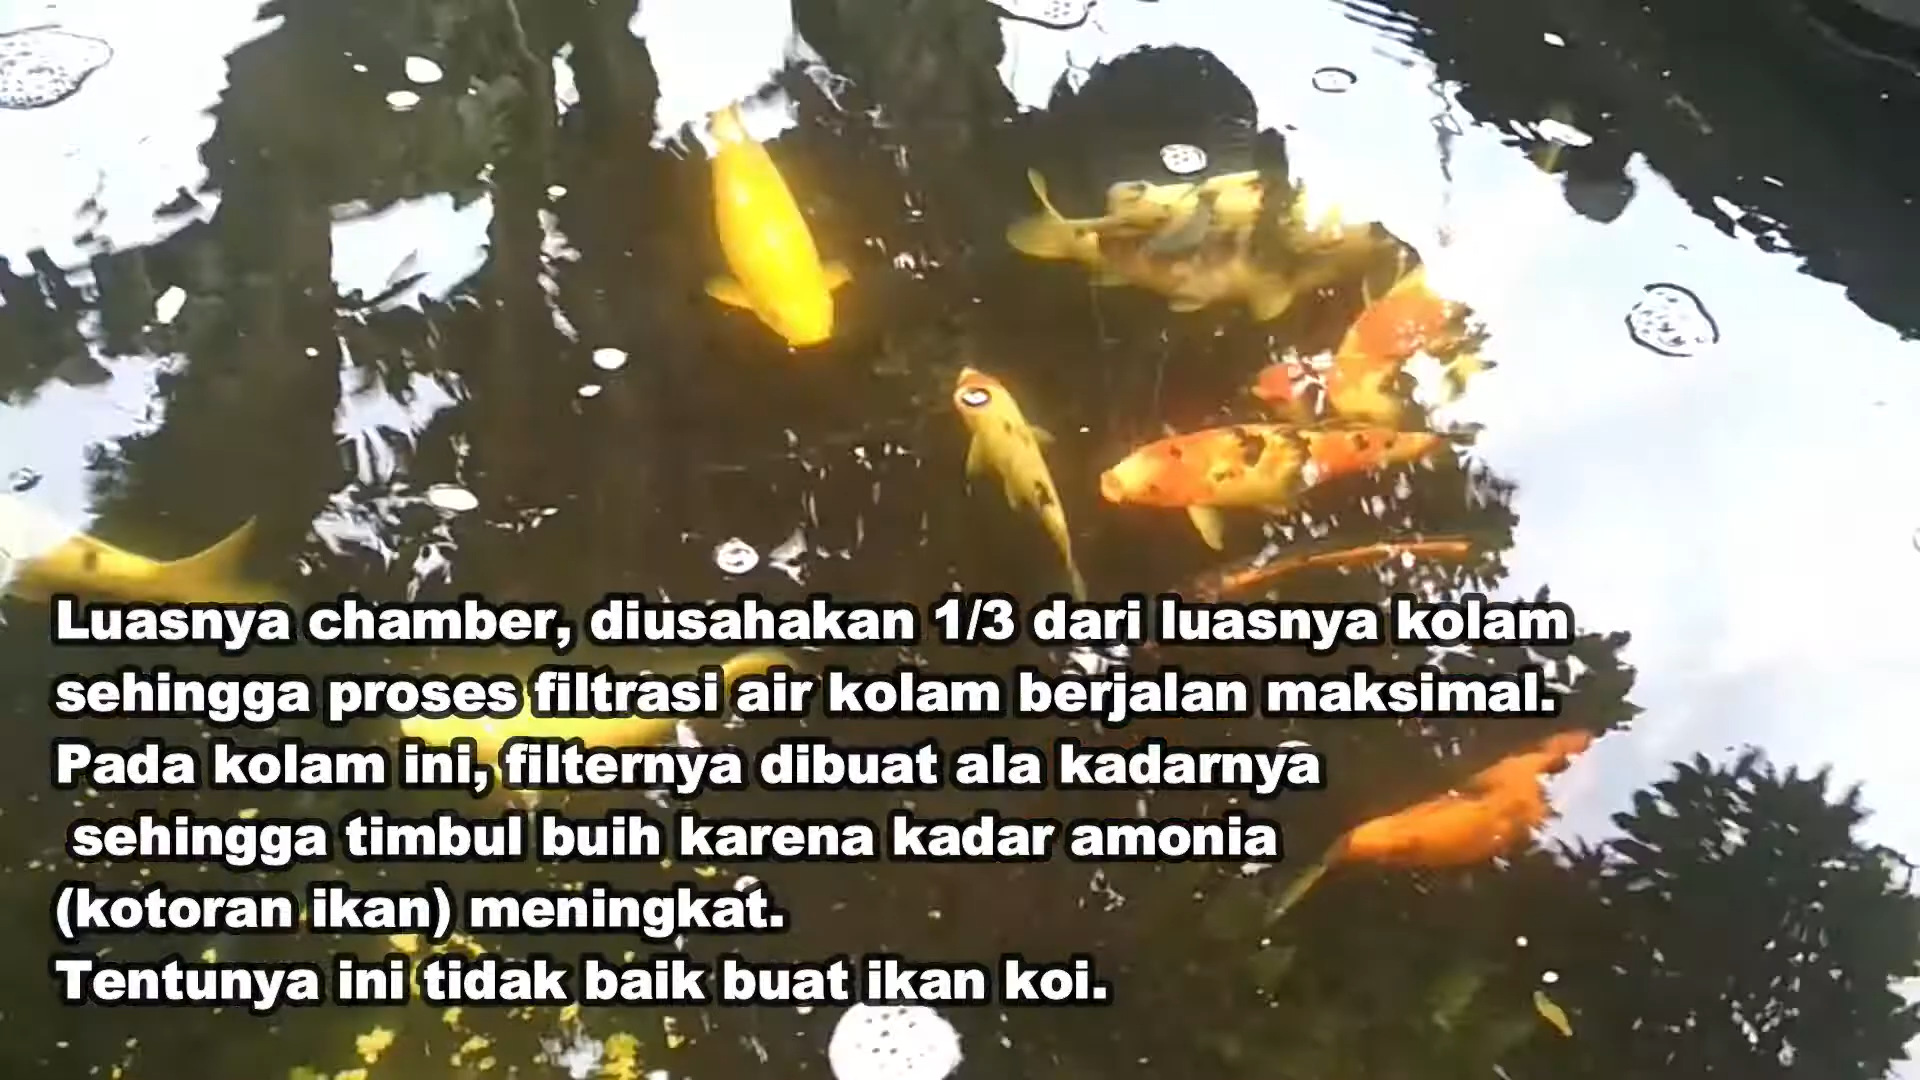 Luasnya chamber, diusahakan 1/3 dari luasnya kolam
sehingga proses filtrasi air kolam berjalan maksimal.
Pada kolam ini, filternya dibuat ala kadarnya
sehingga timbul buih karena kadar amonia
(kotoran ikan) meningkat.
Tentunya ini tidak baik buat ikan koi.